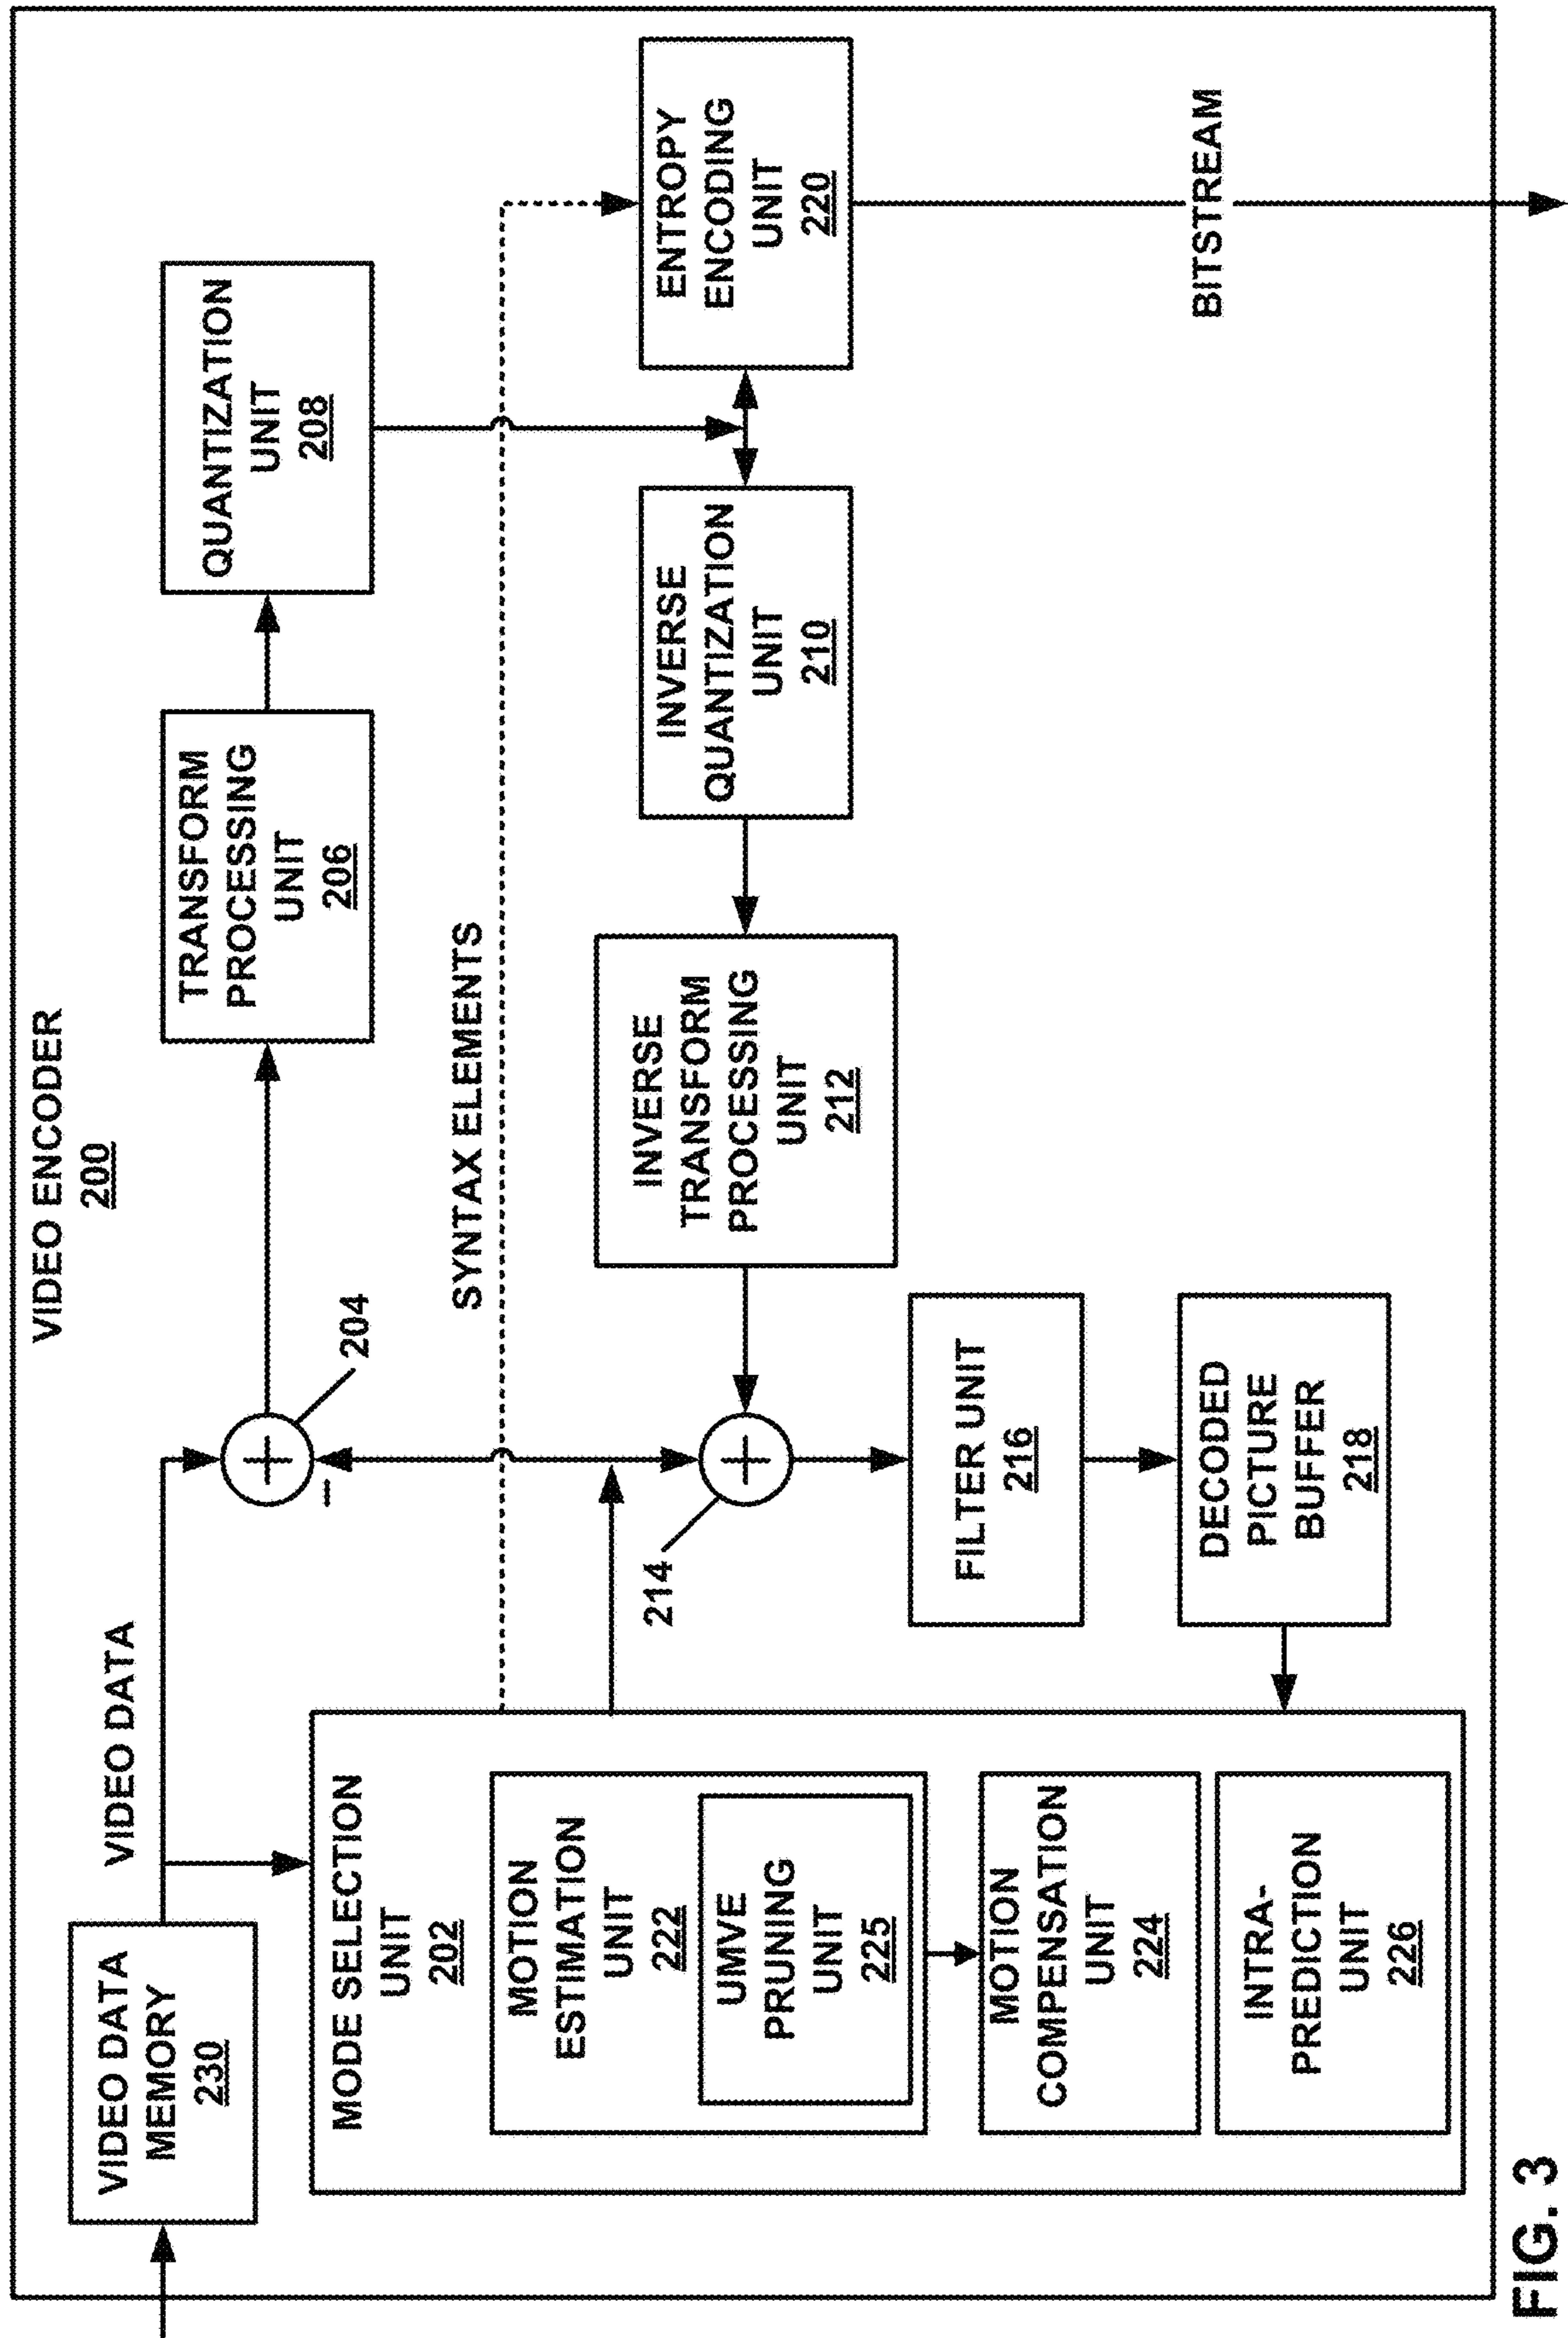 VIDEO ENCODER
200
VIDEO DATA
MEMORY
230
VIDEO DATA
204
TRANSFORM
PROCESSING
UNIT
206
QUANTIZATION
UNIT
208
MODE SELECTION
UNIT
202
SYNTAX ELEMENTS
MOTION
ESTIMATION
UNIT
222
UMVE
PRUNING
UNIT
225
MOTION
COMPENSATION
UNIT
224
INTRA-
PREDICTION
UNIT
226
214
INVERSE
TRANSFORM
PROCESSING
UNIT
212
INVERSE
QUANTIZATION
UNIT
210
ENTROPY
ENCODING
UNIT
220
FILTER UNIT
216
DECODED
PICTURE
BUFFER
218
BITSTREAM
FIG. 3